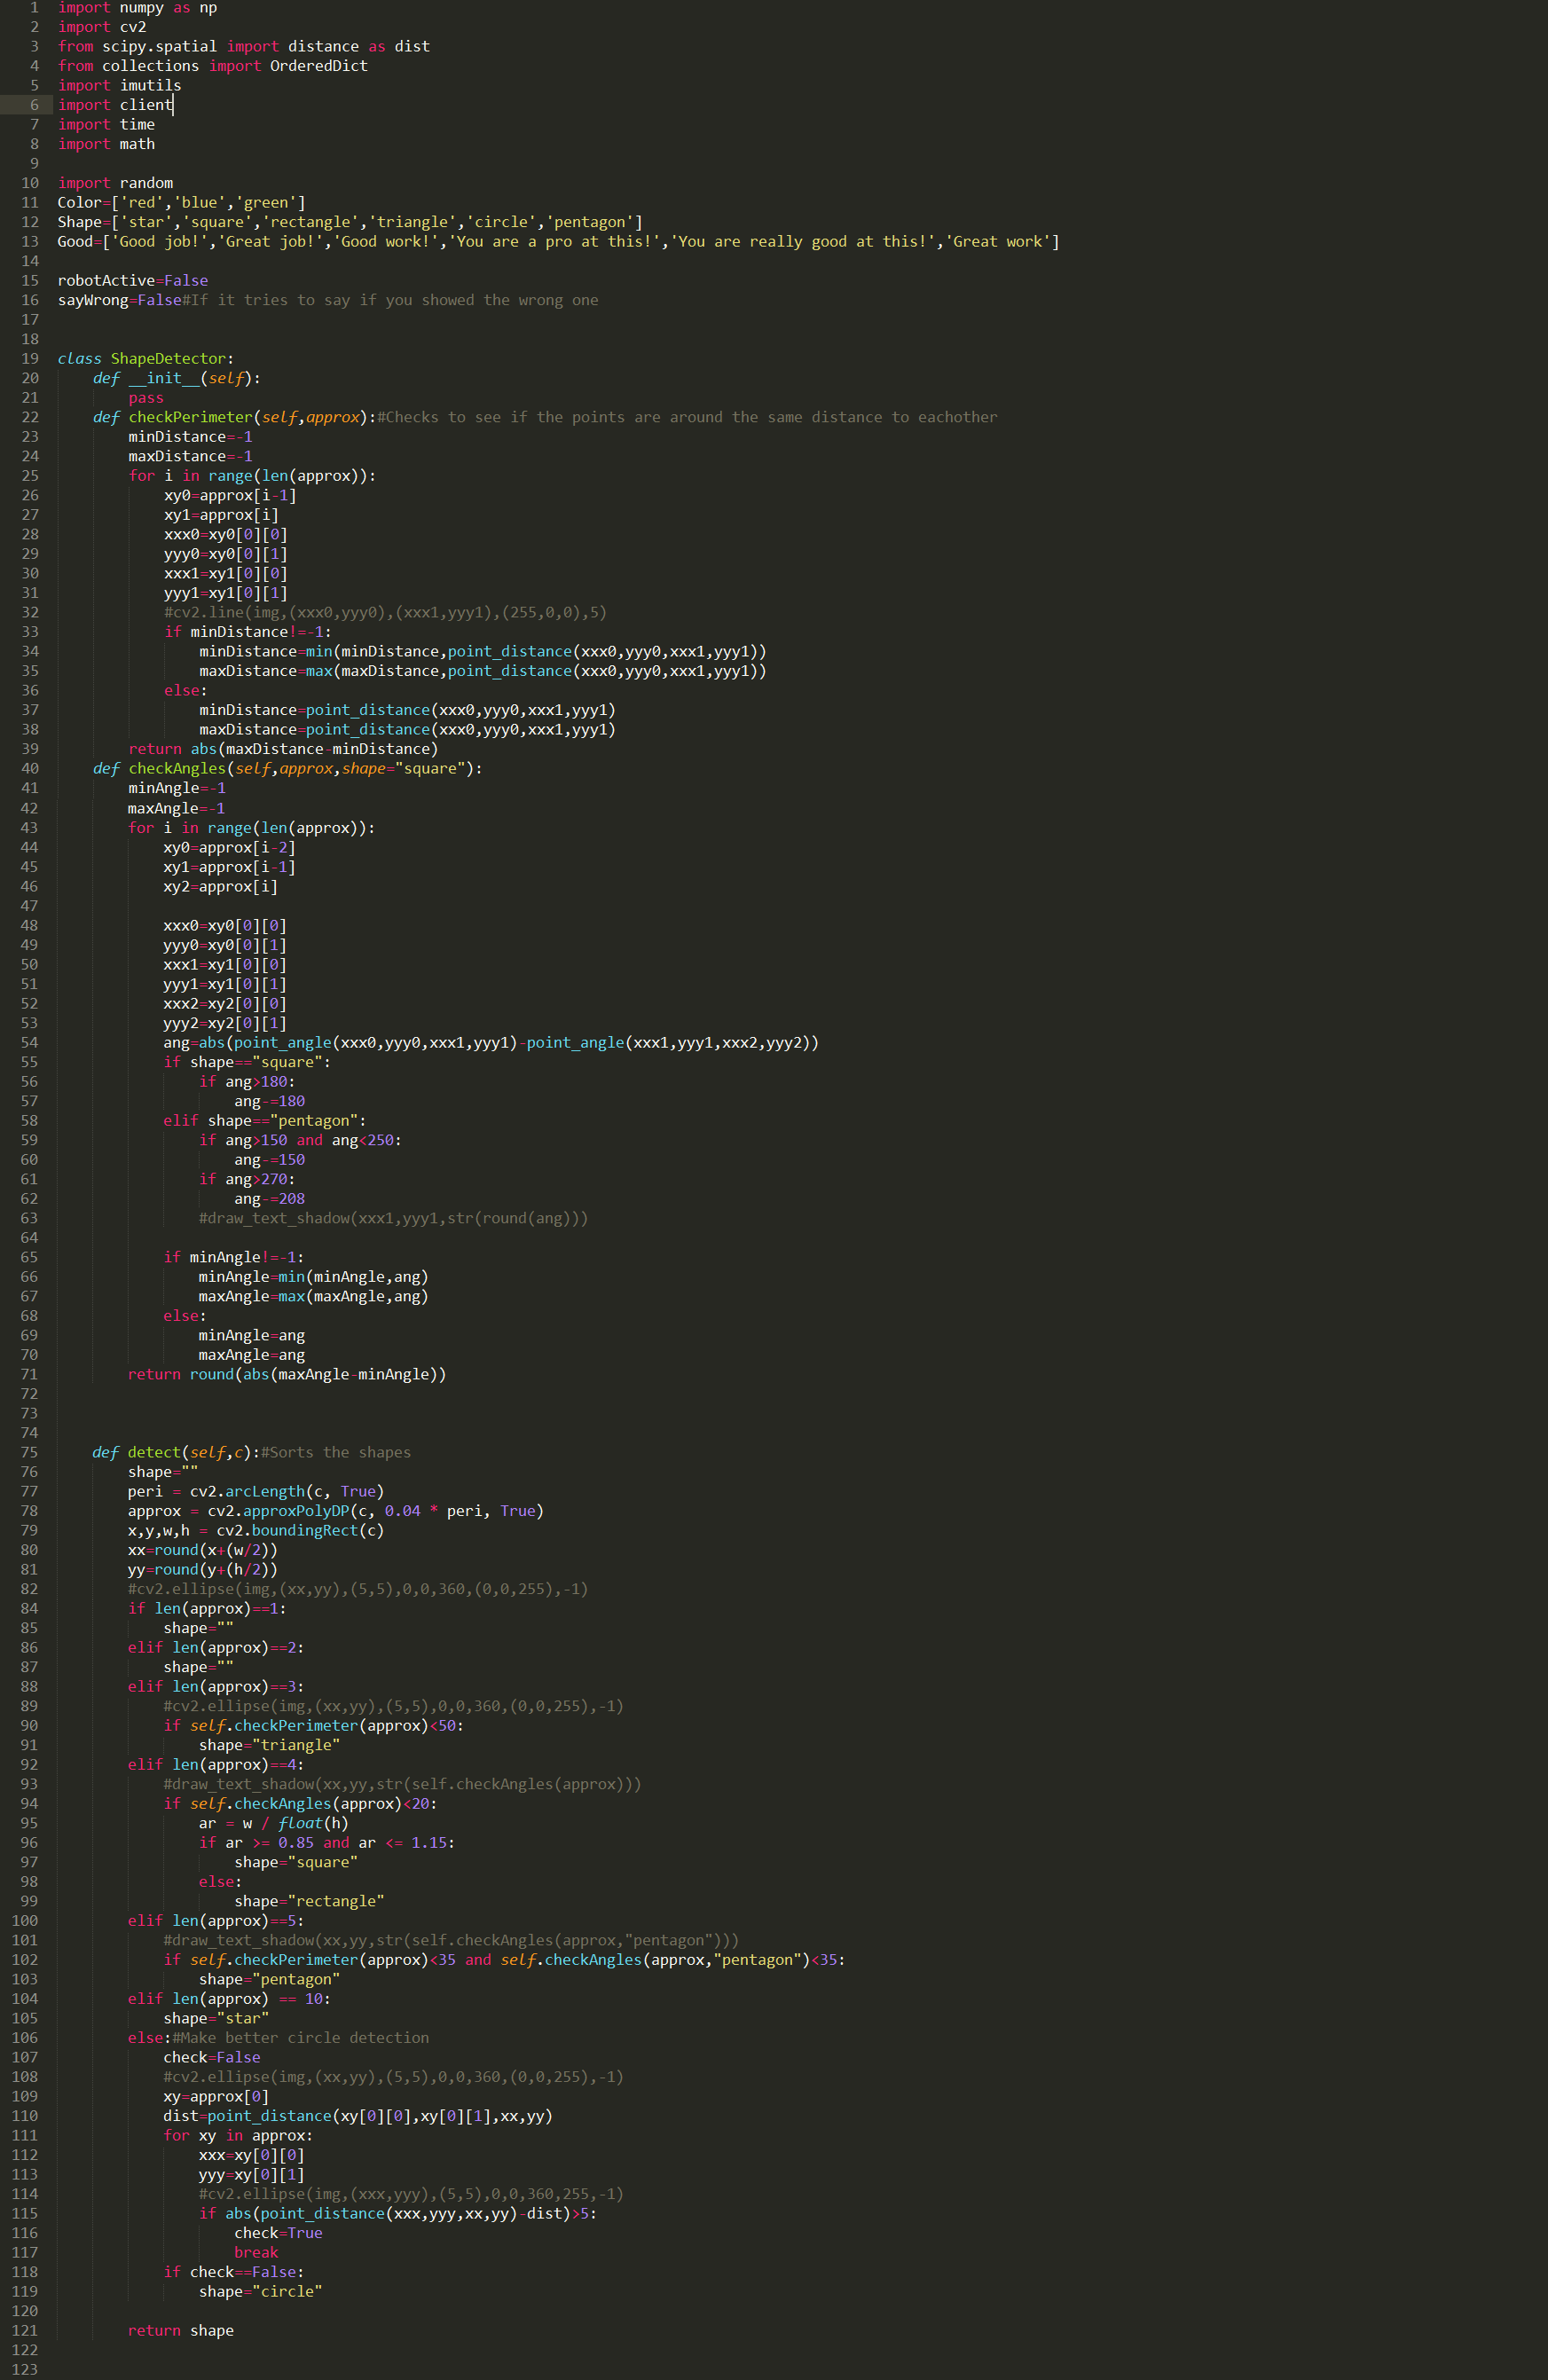 1 import numpy as np
2 import cv2
3 from scipy.spatial import distance as dist
4 from collections import OrderedDict
5 import imutils
6 import client
7 import time
8 import math
9
10 import random
11 Color=['red','blue','green']
12 Shape=['star','square','rectangle','triangle','circle','pentagon']
13 Good=['Good job!','Great job!','Good work!','You are a pro at this!','You are really good at this!','Great work']
14
15 robotActive=False
16 sayWrong=False#If it tries to say if you showed the wrong one
17
18
19 class ShapeDetector:
20     def __init__(self):
21         pass
22     def checkPerimeter(self,approx):#Checks to see if the points are around the same distance to eachother
23         minDistance=-1
24         maxDistance=-1
25         for i in range(len(approx)):
26             xy0=approx[i-1]
27             xy1=approx[i]
28             xxx0=xy0[0][0]
29             yyy0=xy0[0][1]
30             xxx1=xy1[0][0]
31             yyy1=xy1[0][1]
32             #cv2.line(img,(xxx0,yyy0),(xxx1,yyy1),(255,0,0),5)
33             if minDistance!=-1:
34                 minDistance=min(minDistance,point_distance(xxx0,yyy0,xxx1,yyy1))
35                 maxDistance=max(maxDistance,point_distance(xxx0,yyy0,xxx1,yyy1))
36             else:
37                 minDistance=point_distance(xxx0,yyy0,xxx1,yyy1)
38                 maxDistance=point_distance(xxx0,yyy0,xxx1,yyy1)
39         return abs(maxDistance-minDistance)
40     def checkAngles(self,approx,shape="square"):
41         minAngle=-1
42         maxAngle=-1
43         for i in range(len(approx)):
44             xy0=approx[i-2]
45             xy1=approx[i-1]
46             xy2=approx[i]
47
48             xxx0=xy0[0][0]
49             yyy0=xy0[0][1]
50             xxx1=xy1[0][0]
51             yyy1=xy1[0][1]
52             xxx2=xy2[0][0]
53             yyy2=xy2[0][1]
54             ang=abs(point_angle(xxx0,yyy0,xxx1,yyy1)-point_angle(xxx1,yyy1,xxx2,yyy2))
55             if shape=="square":
56                 if ang>180:
57                     ang-=180
58             elif shape=="pentagon":
59                 if ang>150 and ang<250:
60                     ang-=150
61                 if ang>270:
62                     ang-=208
63                 #draw_text_shadow(xxx1,yyy1,str(round(ang)))
64
65             if minAngle!=-1:
66                 minAngle=min(minAngle,ang)
67                 maxAngle=max(maxAngle,ang)
68             else:
69                 minAngle=ang
70                 maxAngle=ang
71         return round(abs(maxAngle-minAngle))
72
73
74
75     def detect(self,c):#Sorts the shapes
76         shape=""
77         peri = cv2.arcLength(c, True)
78         approx = cv2.approxPolyDP(c, 0.04 * peri, True)
79         x,y,w,h = cv2.boundingRect(c)
80         xx=round(x+(w/2))
81         yy=round(y+(h/2))
82         #cv2.ellipse(img,(xx,yy),(5,5),0,0,360,(0,0,255),-1)
84         if len(approx)==1:
85             shape=""
86         elif len(approx)==2:
87             shape=""
88         elif len(approx)==3:
89             #cv2.ellipse(img,(xx,yy),(5,5),0,0,360,(0,0,255),-1)
90             if self.checkPerimeter(approx)<50:
91                 shape="triangle"
92         elif len(approx)==4:
93             #draw_text_shadow(xx,yy,str(self.checkAngles(approx)))
94             if self.checkAngles(approx)<20:
95                 ar = w / float(h)
96                 if ar >= 0.85 and ar <= 1.15:
97                     shape="square"
98                 else:
99                     shape="rectangle"
100         elif len(approx)==5:
101             #draw_text_shadow(xx,yy,str(self.checkAngles(approx,"pentagon")))
102             if self.checkPerimeter(approx)<35 and self.checkAngles(approx,"pentagon")<35:
103                 shape="pentagon"
104         elif len(approx) == 10:
105             shape="star"
106         else:#Make better circle detection
107             check=False
108             #cv2.ellipse(img,(xx,yy),(5,5),0,0,360,(0,0,255),-1)
109             xy=approx[0]
110             dist=point_distance(xy[0][0],xy[0][1],xx,yy)
111             for xy in approx:
112                 xxx=xy[0][0]
113                 yyy=xy[0][1]
114                 #cv2.ellipse(img,(xxx,yyy),(5,5),0,0,360,255,-1)
115                 if abs(point_distance(xxx,yyy,xx,yy)-dist)>5:
116                     check=True
117                     break
118             if check==False:
119                 shape="circle"
120
121         return shape
122
123